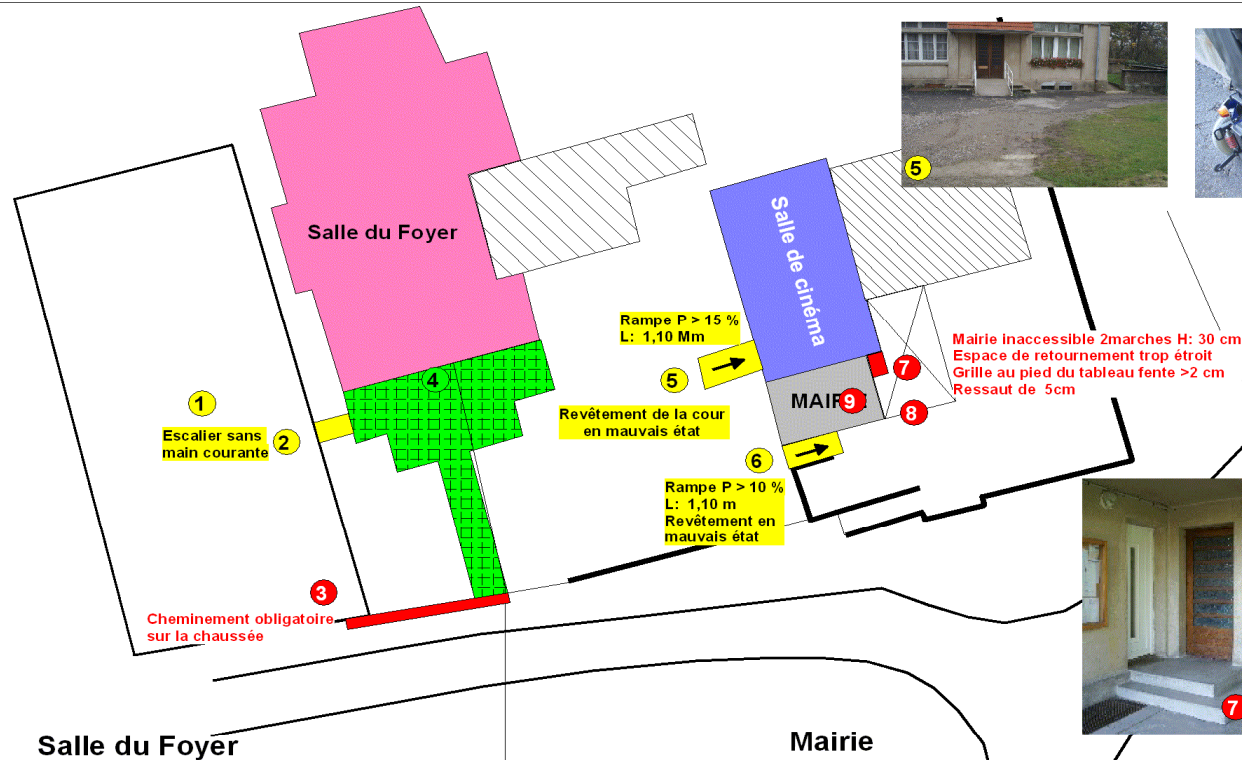 5
Salle du Foyer
Salle de cinéma
Rampe P > 15 %
L: 1,10 Mm
5
Mairie inaccessible 2marches H: 30 cm
Espace de retournement trop étroit
Grille au pied du tableau fente >2 cm
Ressaut de 5cm
7
4
1
Escalier sans
main courante
2
Revêtement de la cour
en mauvais état
9
8
6
Rampe P > 10 %
L: 1,10 m
Revêtement en
mauvais état
3
Cheminement obligatoire
sur la chaussée
7
Salle du Foyer
Mairie